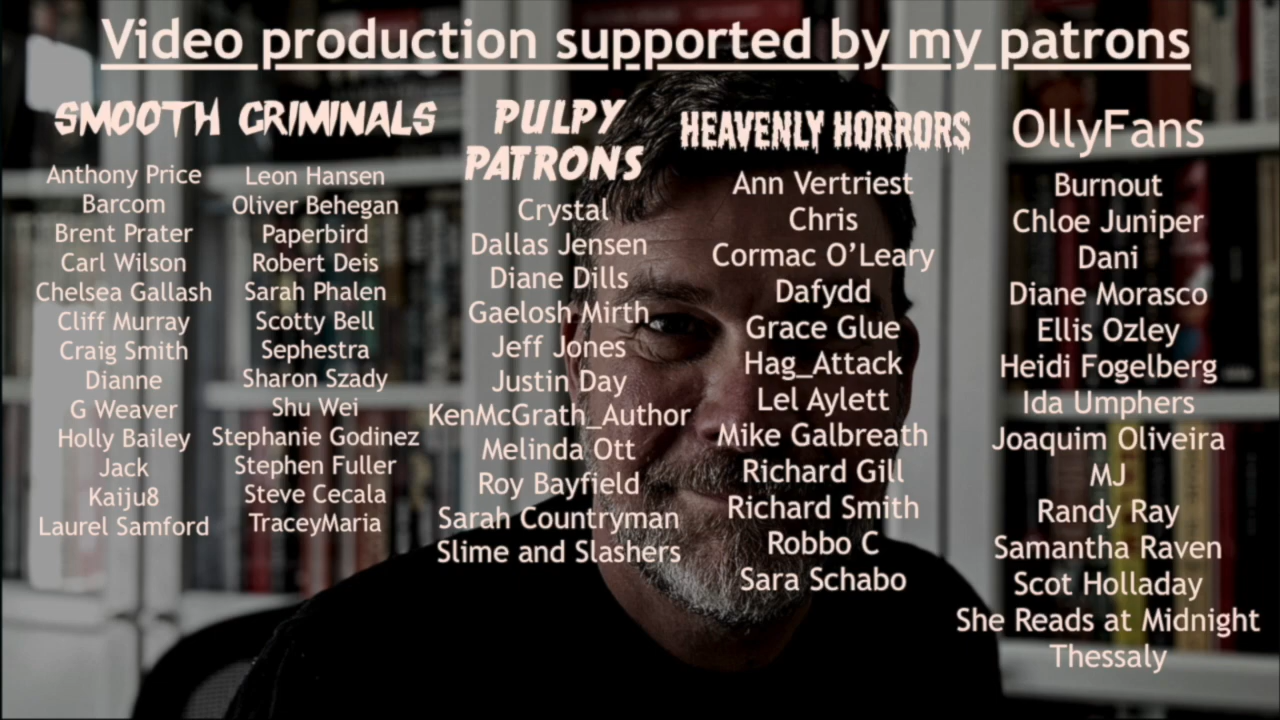 Video production supported by my patrons
SMOOTH CRIMINALS
Anthony Price
Barcom
Brent Prater
Carl Wilson
Chelsea Gallash
Cliff Murray
Craig Smith
Dianne
G Weaver
Holly Bailey
Jack
Kaiju8
Laurel Samford
Leon Hansen
Oliver Behegan
Paperbird
Robert Deis
Sarah Phalen
Scotty Bell
Sephestra
Sharon Szady
Shu Wei
Stephanie Godinez
Stephen Fuller
Steve Cecala
TraceyMaria
PULPY
PATRONS
Crystal
Dallas Jensen
Diane Dills
Gaelosh Mirth
Jeff Jones
Justin Day
KenMcGrath_Author
Melinda Ott
Roy Bayfield
Sarah Countryman
Slime and Slashers
HEAVENLY HORRORS
Ann Vertriest
Chris
Cormac O’Leary
Dafydd
Grace Glue
Hag_Attack
Lel Aylett
Mike Galbreath
Richard Gill
Richard Smith
Robbo C
Sara Schabo
OllyFans
Burnout
Chloe Juniper
Dani
Diane Morasco
Ellis Ozley
Heidi Fogelberg
Ida Umphers
Joaquim Oliveira
MJ
Randy Ray
Samantha Raven
Scot Holladay
She Reads at Midnight
Thessaly